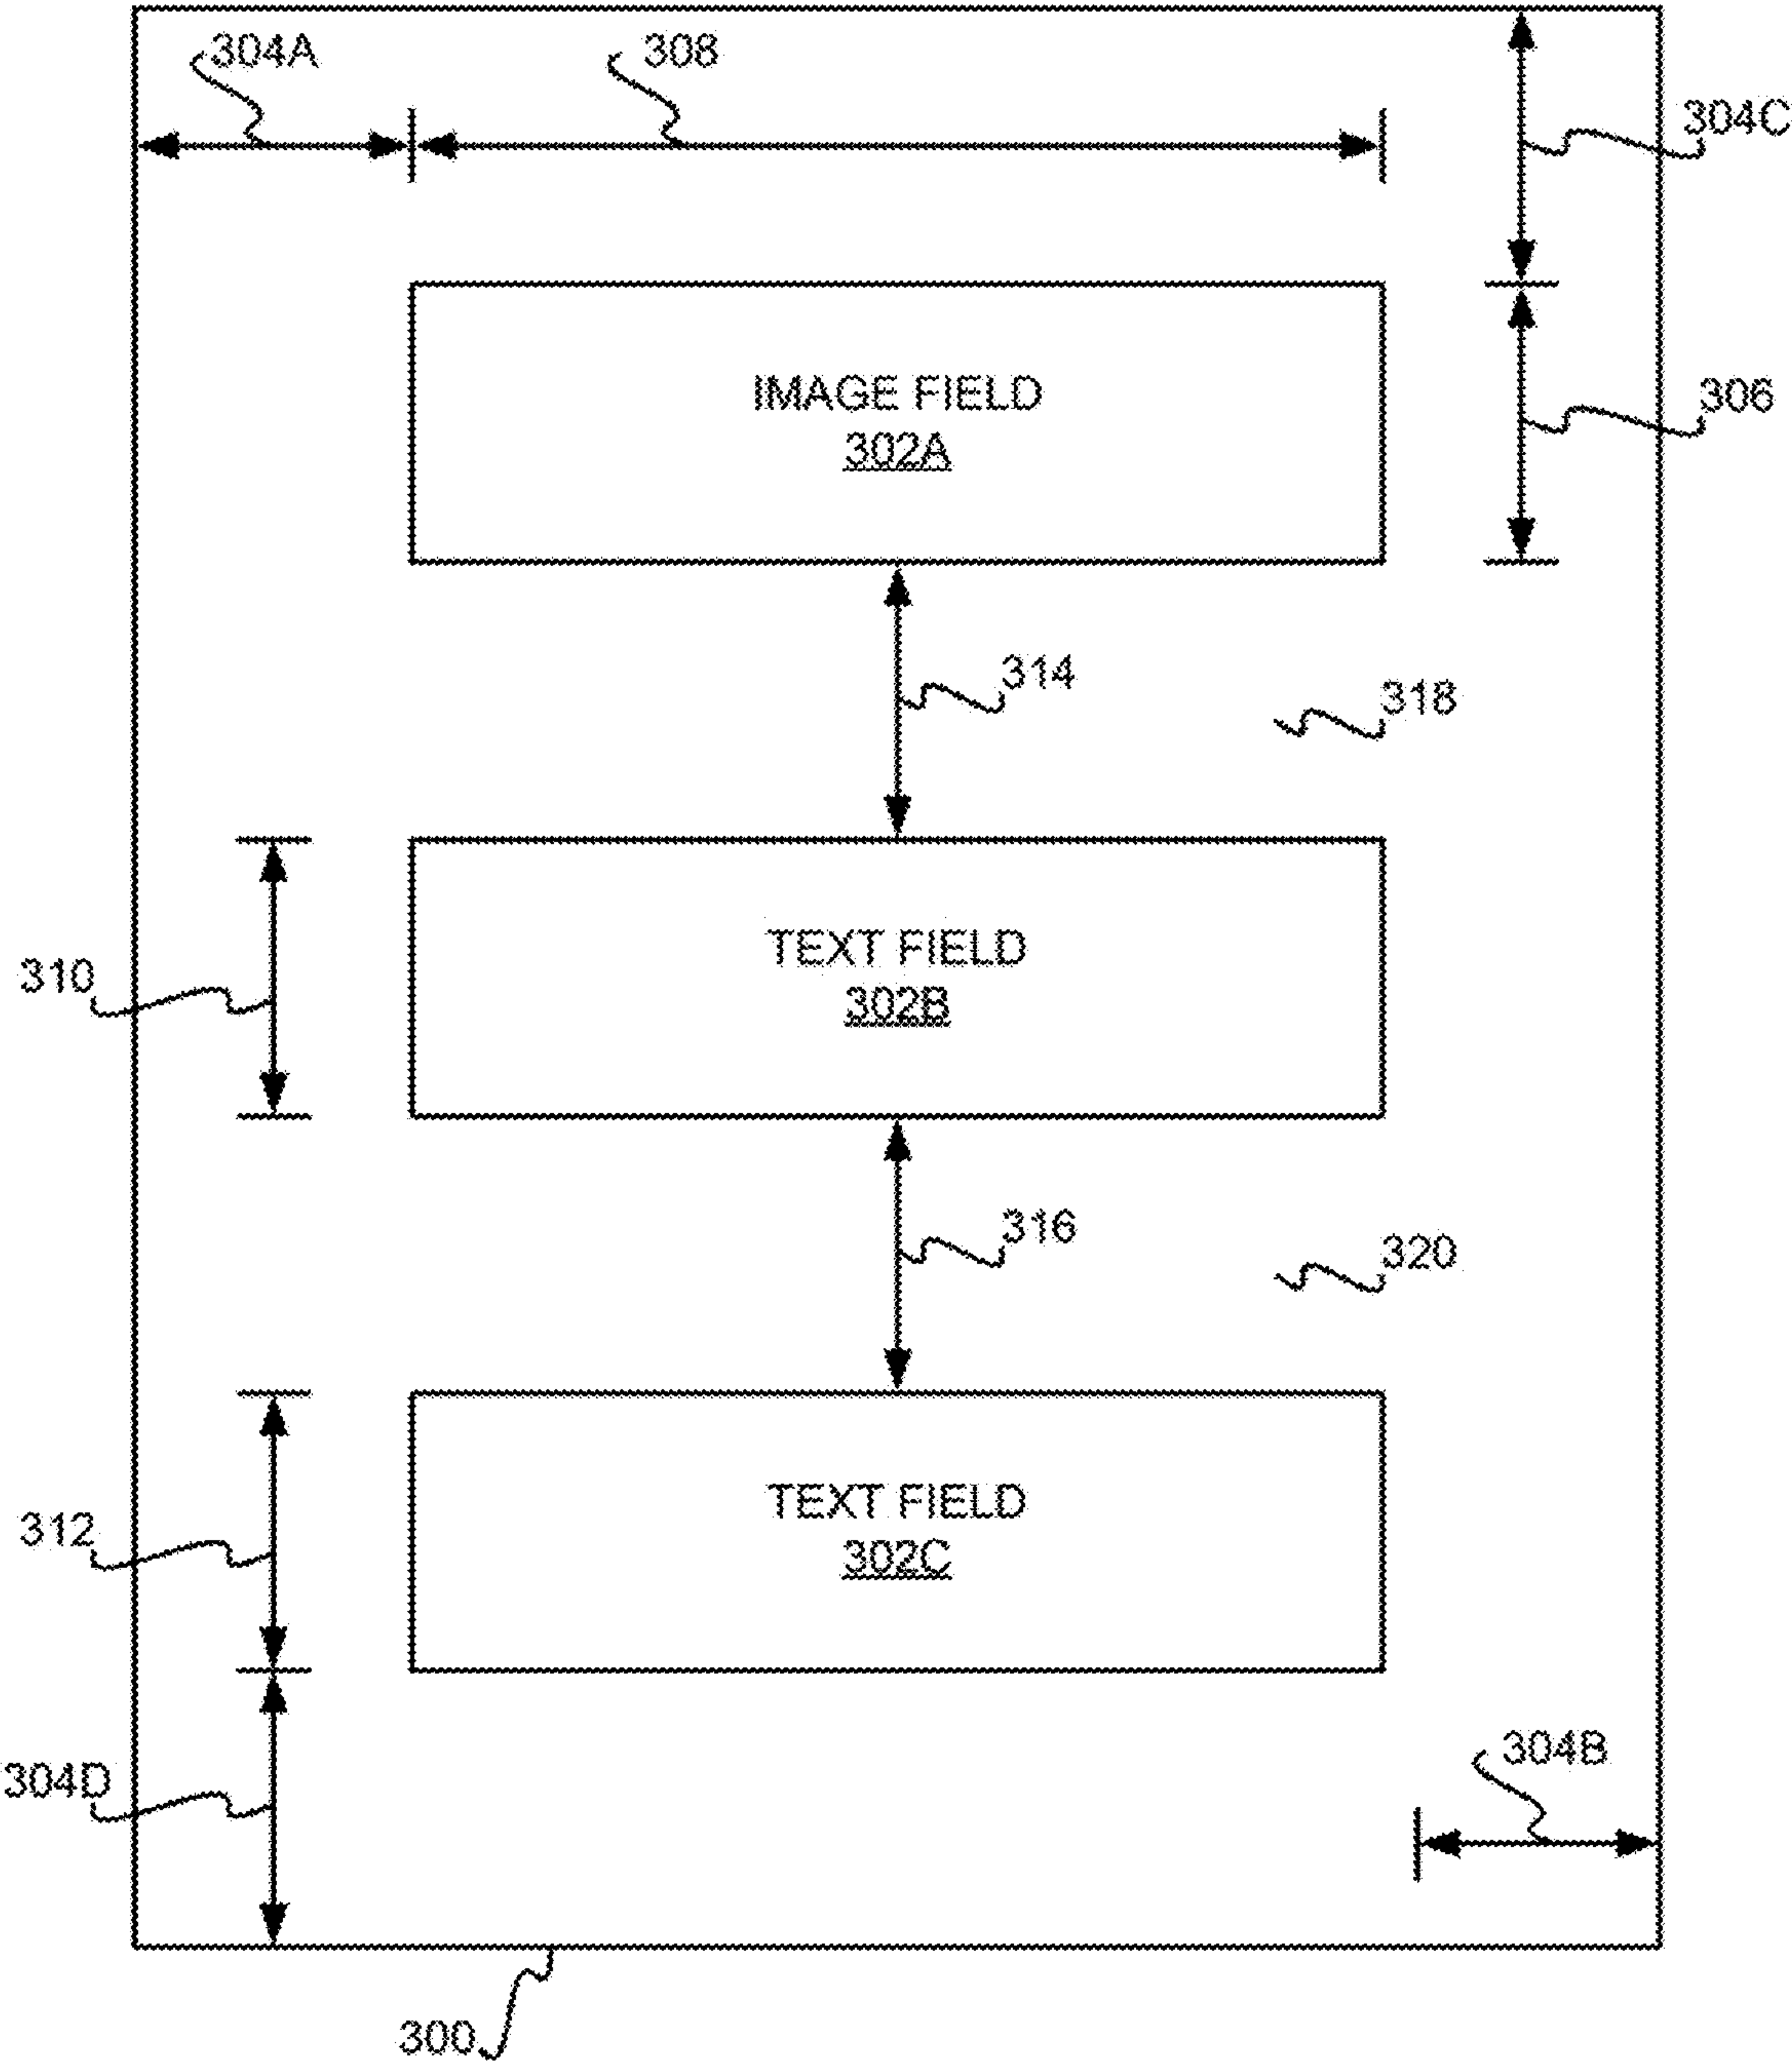 304A
308
304C
IMAGE FIELD
302A
306
314
318
TEXT FIELD
302B
310
316
320
TEXT FIELD
302C
312
304D
304B
300